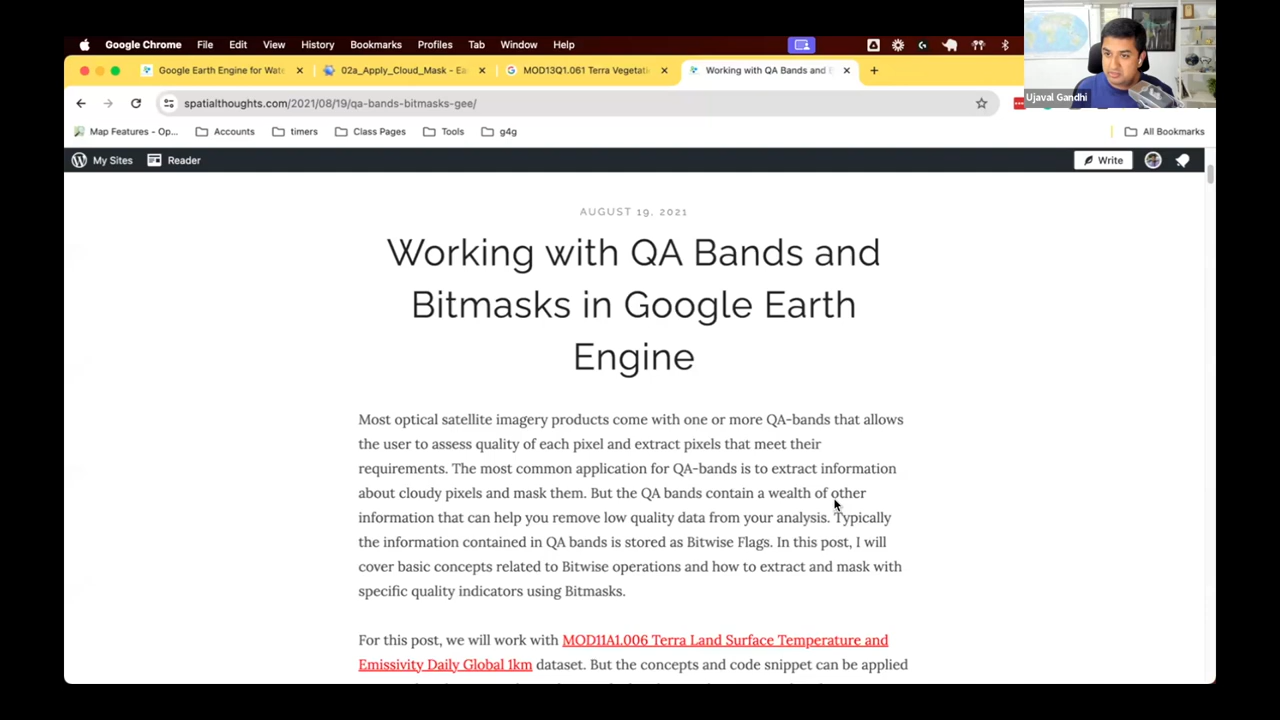 Google Chrome File Edit View History Bookmarks Profiles Tab Window Help
Google Earth Engine for Wate
02a_Apply_Cloud_Mask - Ea
MOD13Q1.061 Terra Vegetati
Working with QA Bands and B
spatialthoughts.com/2021/08/19/qa-bands-bitmasks-gee/
Ujaval Gandhi
Map Features - Op... Accounts timers Class Pages Tools g4g All Bookmarks
My Sites Reader Write
AUGUST 19, 2021
Working with QA Bands and
Bitmasks in Google Earth
Engine
Most optical satellite imagery products come with one or more QA-bands that allows
the user to assess quality of each pixel and extract pixels that meet their
requirements. The most common application for QA-bands is to extract information
about cloudy pixels and mask them. But the QA bands contain a wealth of other
information that can help you remove low quality data from your analysis. Typically
the information contained in QA bands is stored as Bitwise Flags. In this post, I will
cover basic concepts related to Bitwise operations and how to extract and mask with
specific quality indicators using Bitmasks.
For this post, we will work with MOD11A1.006 Terra Land Surface Temperature and
Emissivity Daily Global 1km dataset. But the concepts and code snippet can be applied